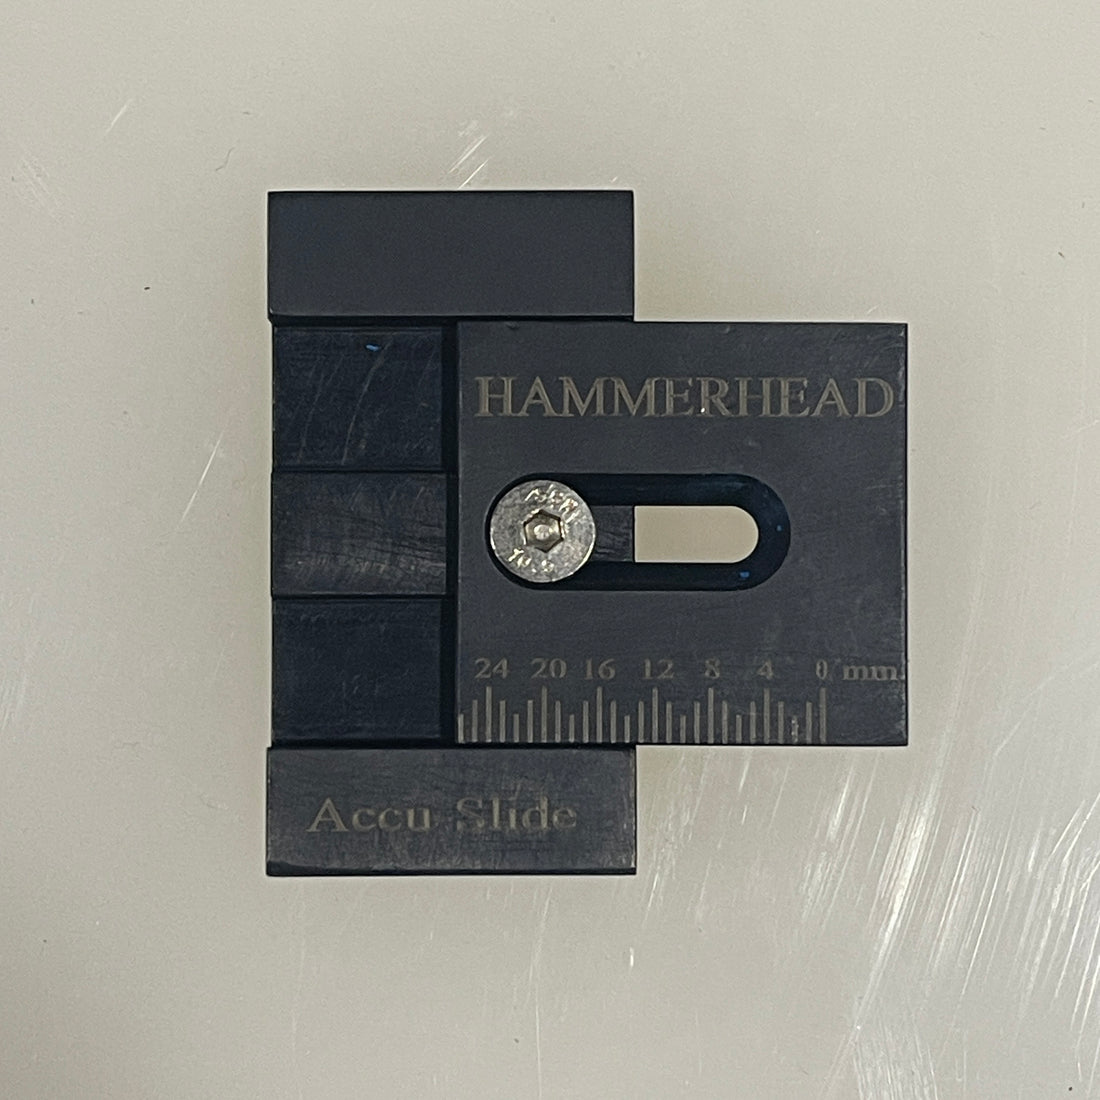 HAMMERHEAD
24 20 16 12 8 4 0 mm
Accu Slide